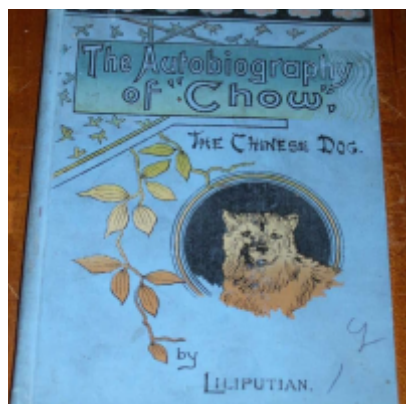 The Autobiography
of "Chow",
THE CHINESE DOG.
by
LILIPUTIAN.